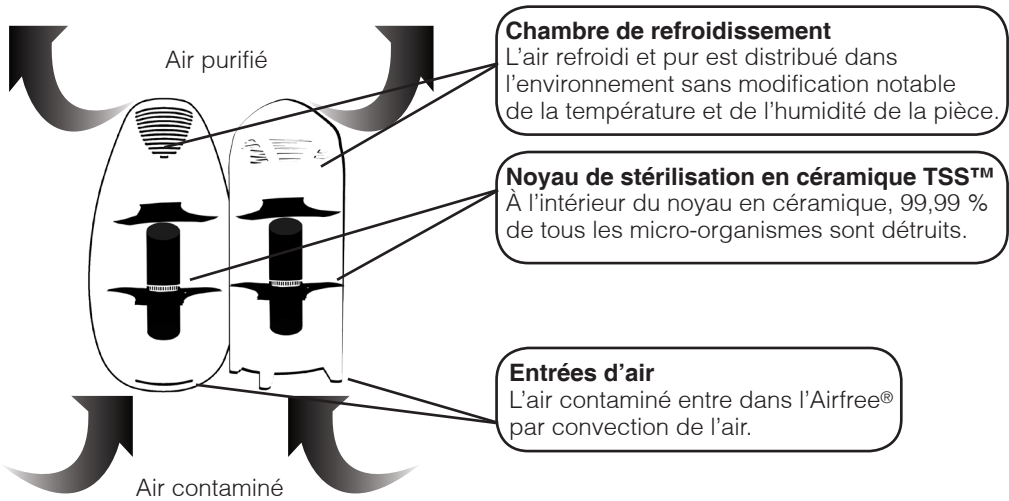 Air purifié
Chambre de refroidissement
L’air refroidi et pur est distribué dans
l’environnement sans modification notable
de la température et de l’humidité de la pièce.
Noyau de stérilisation en céramique TSS™
À l’intérieur du noyau en céramique, 99,99 %
de tous les micro-organismes sont détruits.
Entrées d’air
L’air contaminé entre dans l’Airfree®
par convection de l’air.
Air contaminé